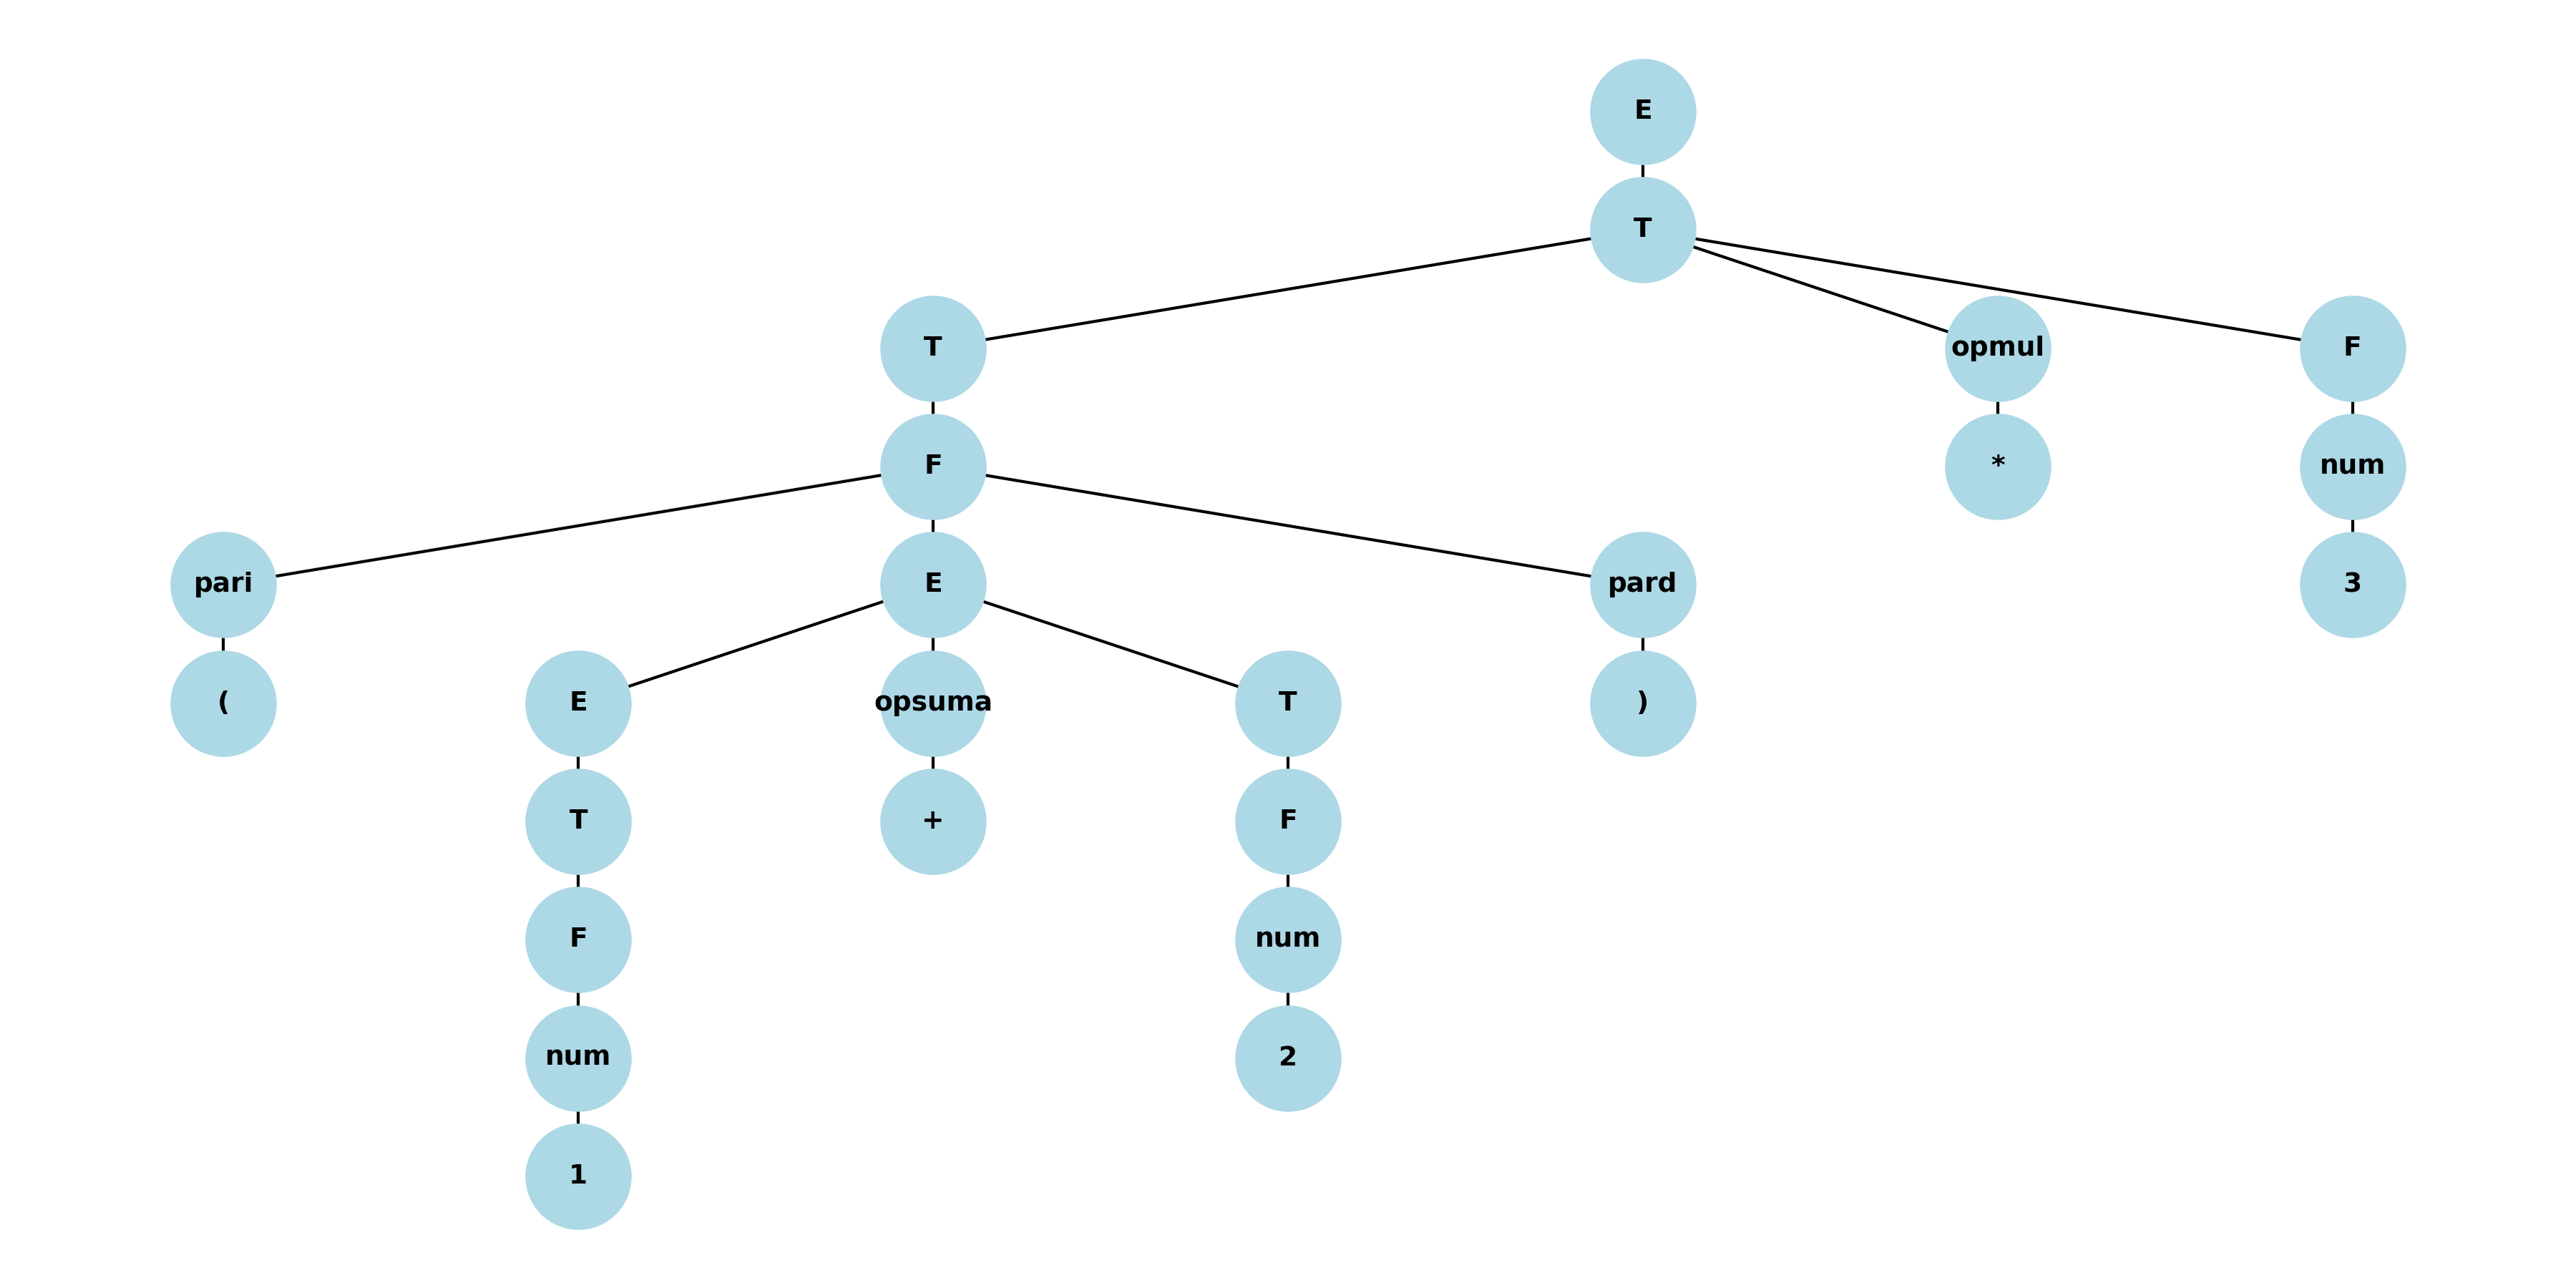 E
T
T opmul F
F * num
pari E pard 3
( E opsuma T )
T + F
F num
num 2
1